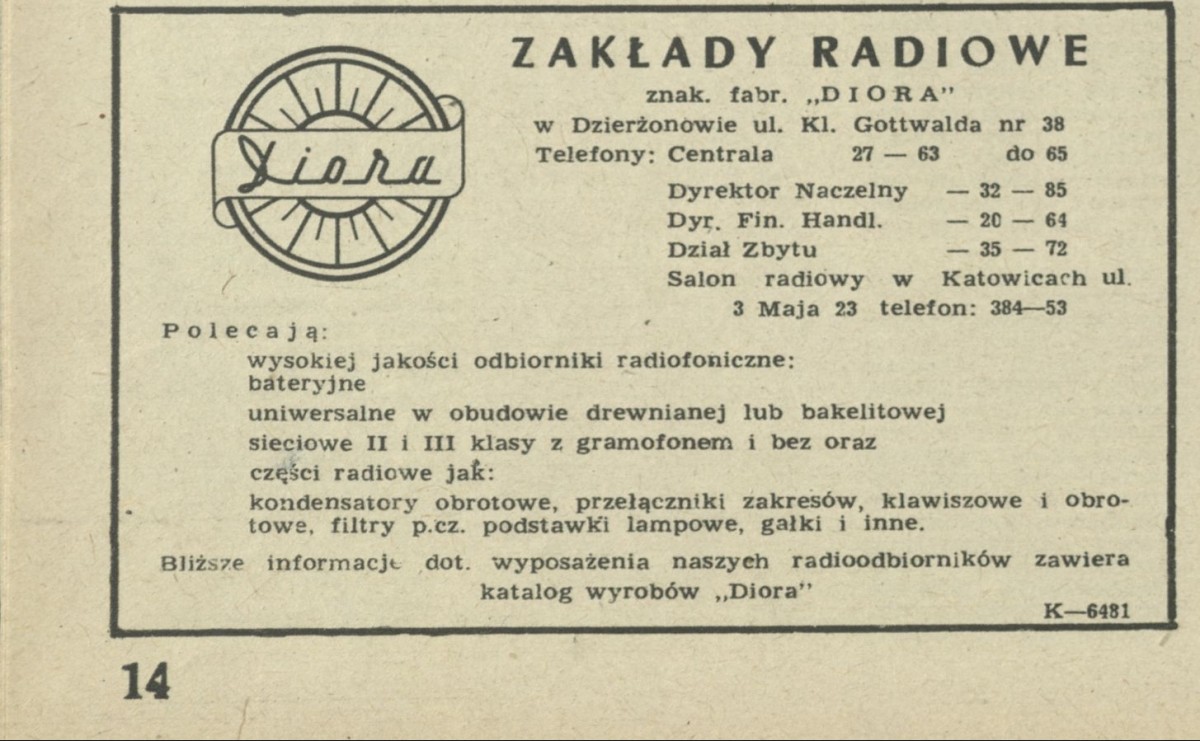 Diora
ZAKŁADY RADIOWE
znak. fabr. „DIORA”
w Dzierżonowie ul. Kl. Gottwalda nr 38
Telefony: Centrala 27 — 63 do 65
Dyrektor Naczelny — 32 — 85
Dyr. Fin. Handl. — 20 — 64
Dział Zbytu — 35 — 72
Salon radiowy w Katowicach ul.
3 Maja 23 telefon: 384—53
Polecają:
wysokiej jakości odbiorniki radiofoniczne:
bateryjne
uniwersalne w obudowie drewnianej lub bakelitowej
sieciowe II i III klasy z gramofonem i bez oraz
części radiowe jak:
kondensatory obrotowe, przełączniki zakresów, klawiszowe i obro-
towe, filtry p.cz. podstawki lampowe, gałki i inne.
Bliższe informacje dot. wyposażenia naszych radioodbiorników zawiera
katalog wyrobów „Diora”
K—6481
14